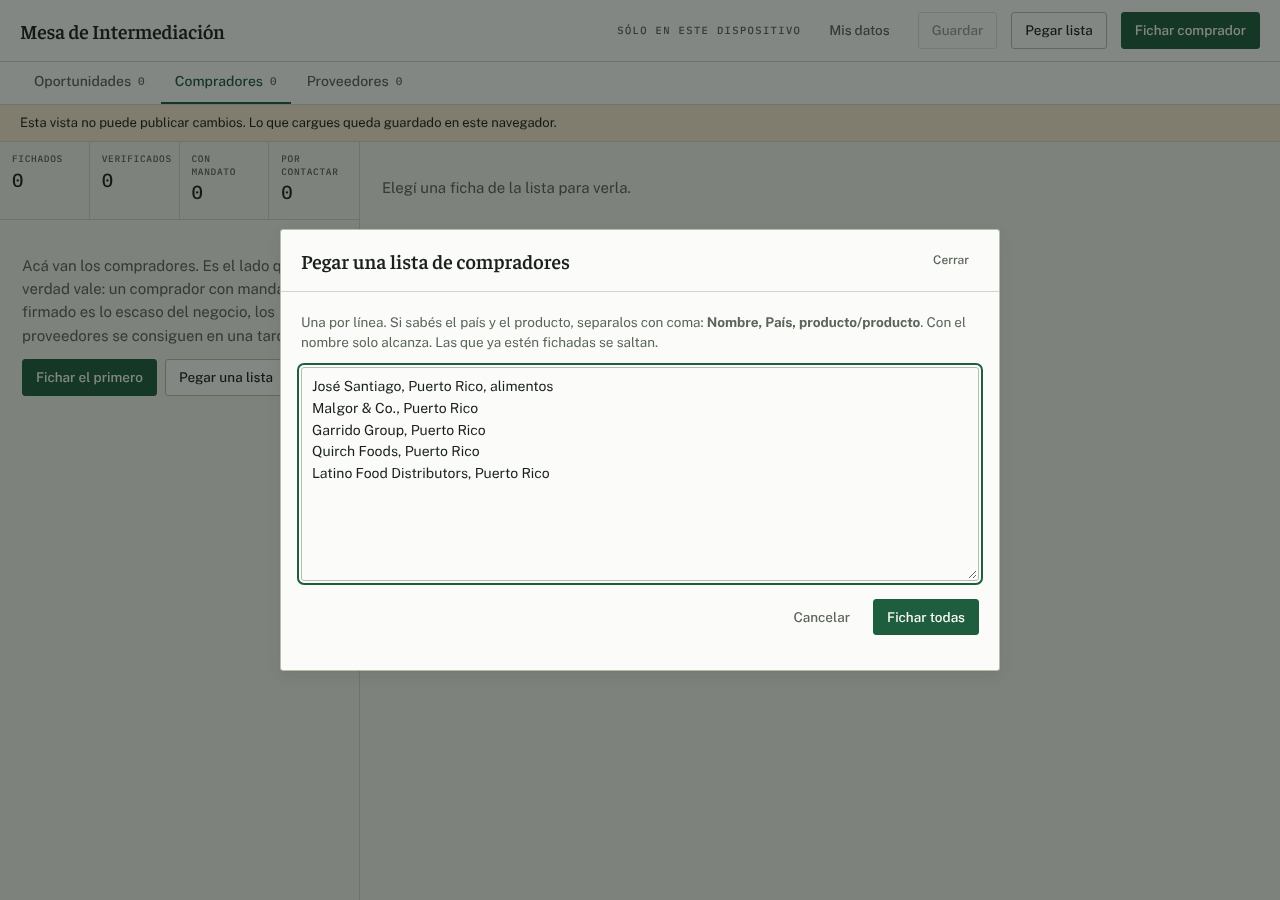 Mesa de Intermediación
SÓLO EN ESTE DISPOSITIVO
Mis datos
Guardar
Pegar lista
Fichar comprador
Oportunidades 0
Compradores 0
Proveedores 0
Esta vista no puede publicar cambios. Lo que cargues queda guardado en este navegador.
FICHADOS
0
VERIFICADOS
0
CON
MANDATO
0
POR
CONTACTAR
0
Elegí una ficha de la lista para verla.
Acá van los compradores. Es el lado
verdad vale: un comprador con
firmado es lo escaso del negocio, los
proveedores se consiguen en una
Fichar el primero
Pegar una lista
Pegar una lista de compradores
Cerrar
Una por línea. Si sabés el país y el producto, separalos con coma: Nombre, País, producto/producto. Con el
nombre solo alcanza. Las que ya estén fichadas se saltan.
José Santiago, Puerto Rico, alimentos
Malgor & Co., Puerto Rico
Garrido Group, Puerto Rico
Quirch Foods, Puerto Rico
Latino Food Distributors, Puerto Rico
Cancelar
Fichar todas